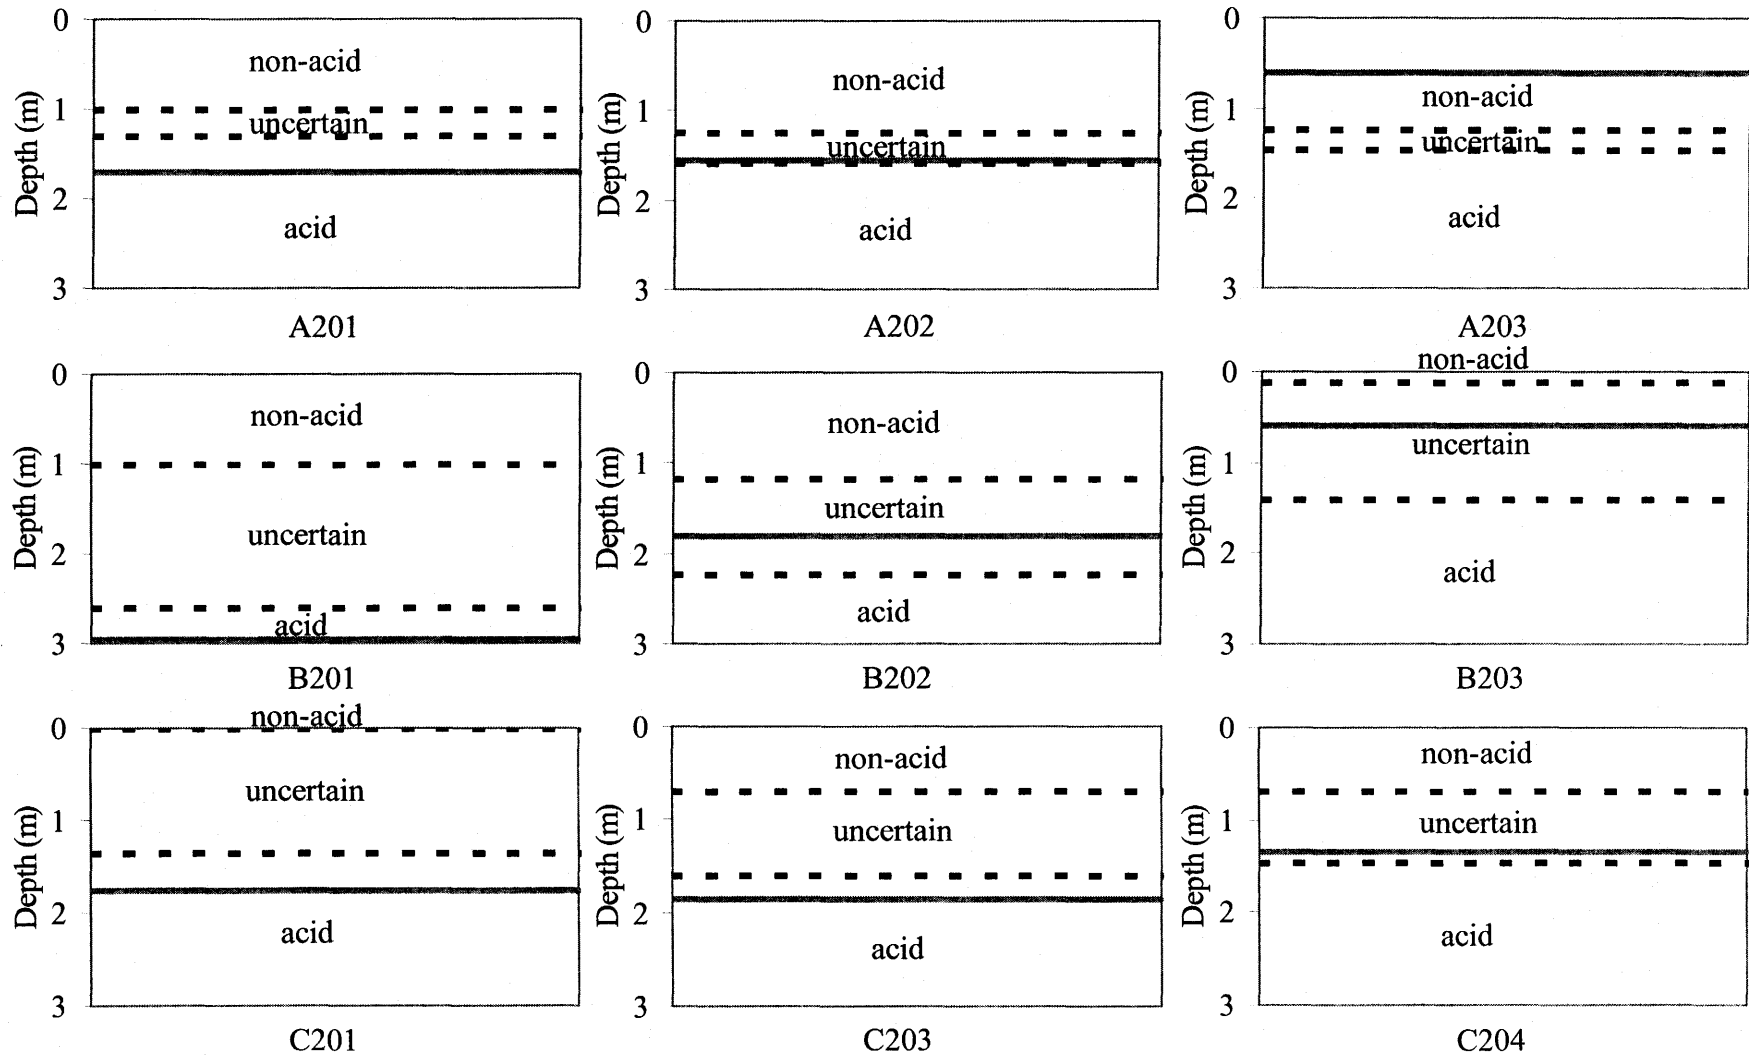 0
non-acid
1
uncertain
2
acid
3
Depth (m)
A201
0
non-acid
1
uncertain
2
acid
3
Depth (m)
A202
0
non-acid
1
uncertain
2
acid
3
Depth (m)
A203
0
non-acid
1
uncertain
2
acid
3
Depth (m)
B201
0
non-acid
1
uncertain
2
acid
3
Depth (m)
B202
non-acid
0
uncertain
1
2
acid
3
Depth (m)
B203
non-acid
0
uncertain
1
2
acid
3
Depth (m)
C201
0
non-acid
1
uncertain
2
acid
3
Depth (m)
C203
0
non-acid
1
uncertain
2
acid
3
Depth (m)
C204